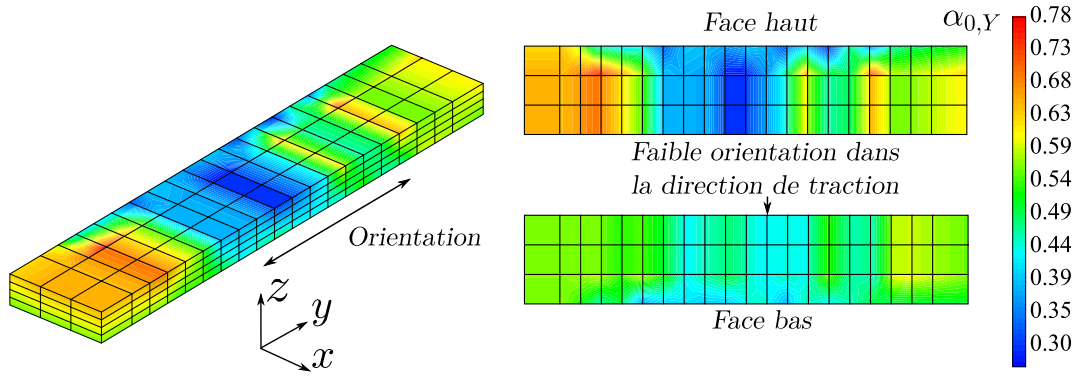 Face haut
α0,Y
0.78
0.73
0.68
0.63
0.58
0.54
0.49
0.44
0.39
0.35
0.30
Faible orientation dans
la direction de traction
Orientation
z
y
x
Face bas